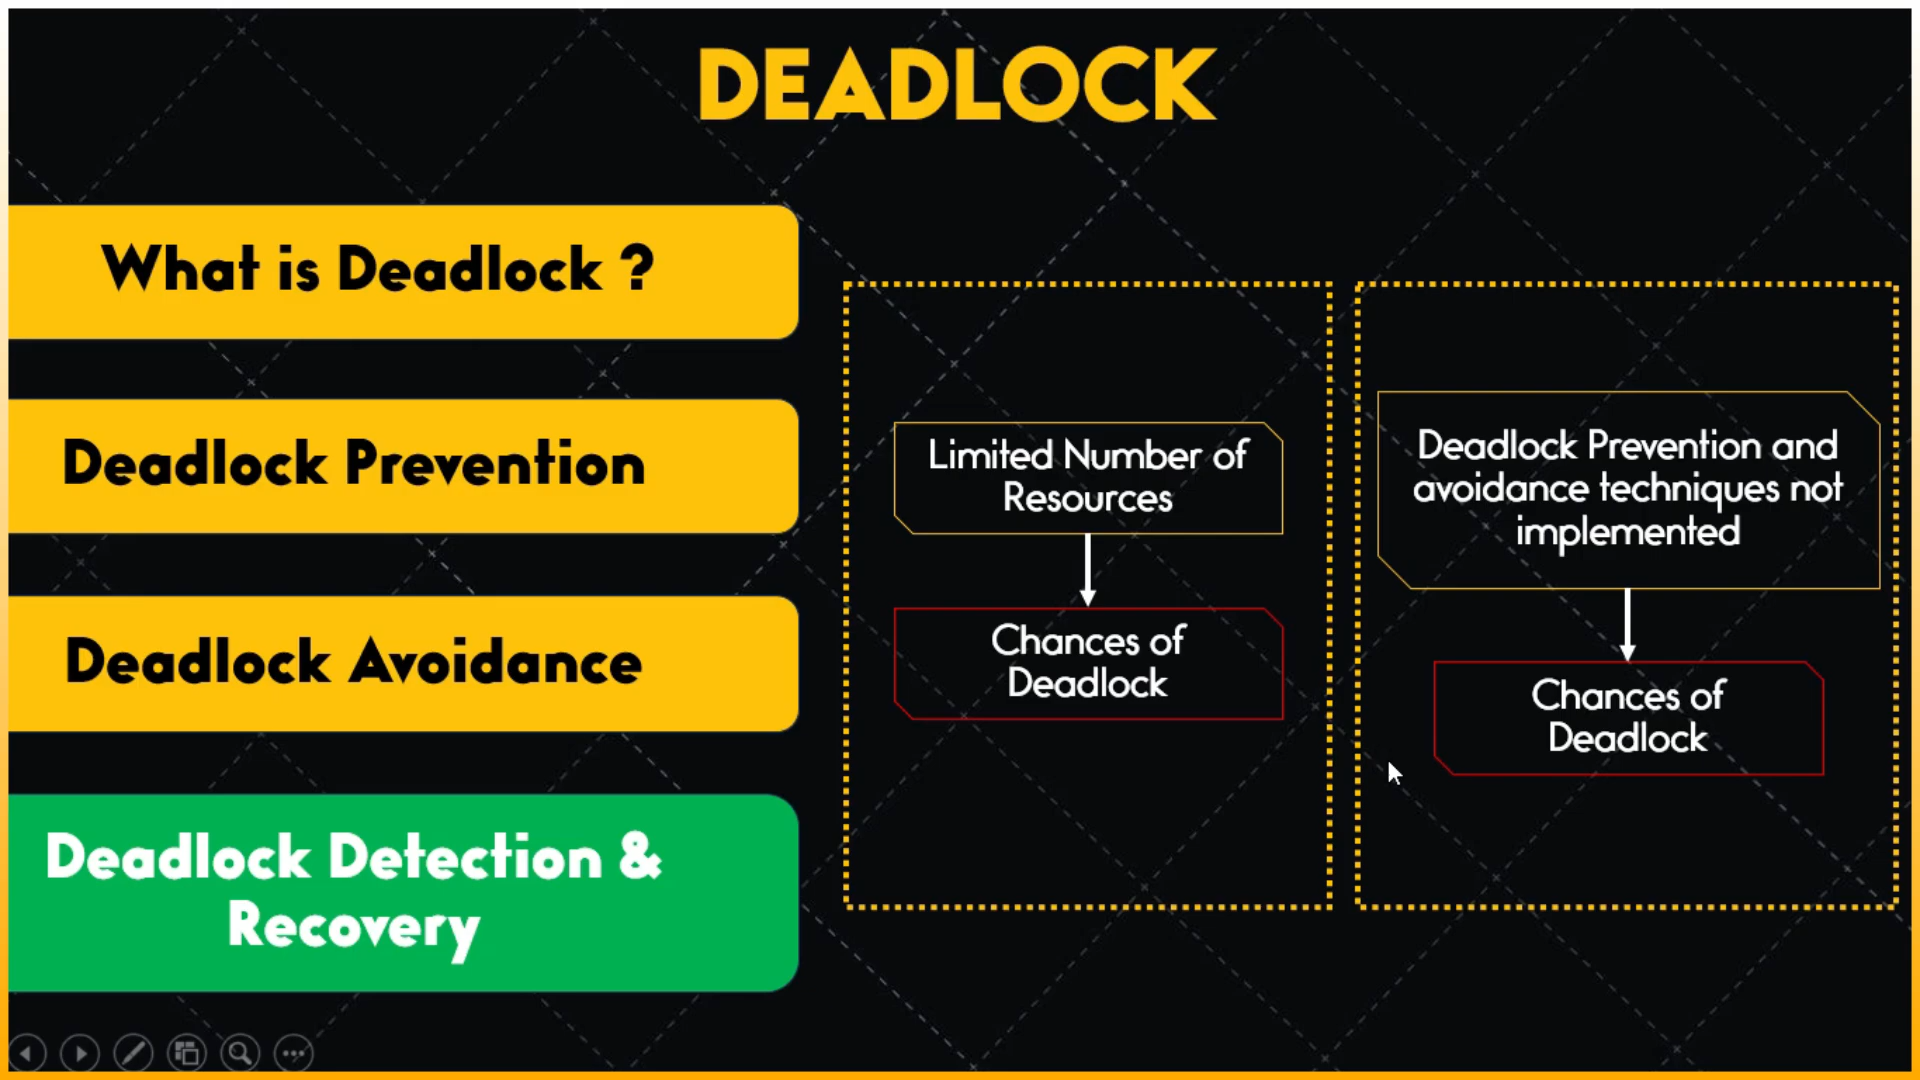 DEADLOCK
What is Deadlock ?
Deadlock Prevention
Deadlock Avoidance
Deadlock Detection &
Recovery
Limited Number of
Resources
Chances of
Deadlock
Deadlock Prevention and
avoidance techniques not
implemented
Chances of
Deadlock